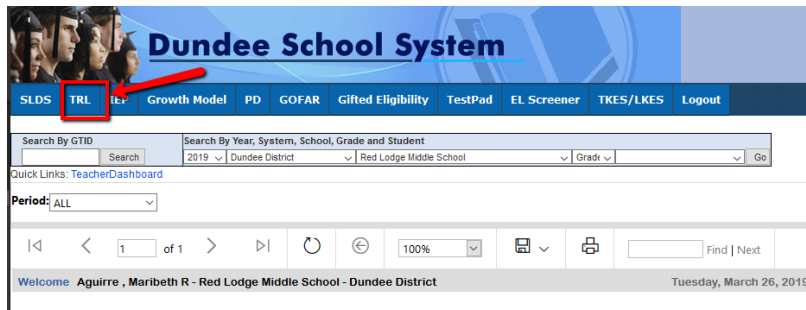 Dundee School System
SLDS TRL IEP Growth Model PD GOFAR Gifted Eligibility TestPad EL Screener TKES/LKES Logout
Search By GTID Search By Year, System, School, Grade and Student
Search 2019 Dundee District Red Lodge Middle School Grade Go
Quick Links: TeacherDashboard
Period: ALL
1 of 1 100% Find | Next
Welcome Aguirre , Maribeth R - Red Lodge Middle School - Dundee District Tuesday, March 26, 2019